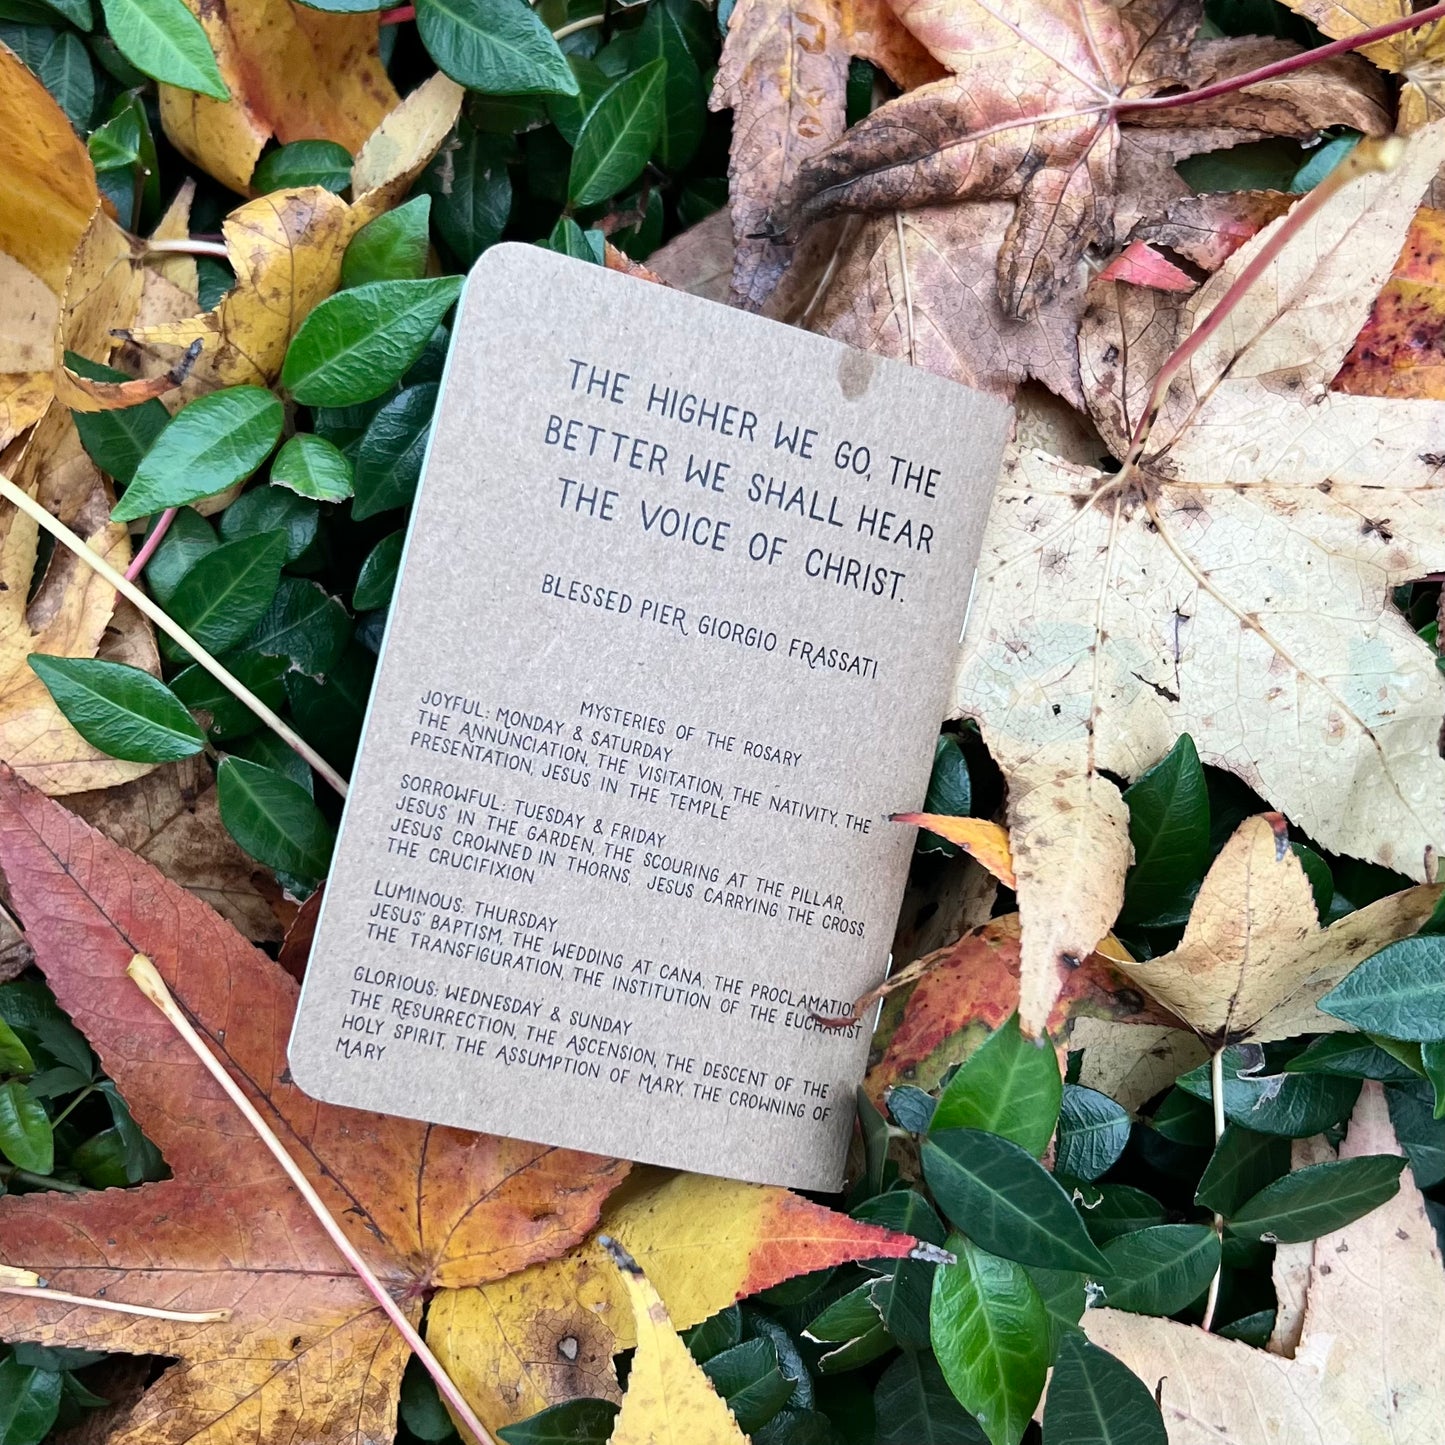 THE HIGHER WE GO, THE
BETTER WE SHALL HEAR
THE VOICE OF CHRIST.
BLESSED PIER GIORGIO FRASSATI
MYSTERIES OF THE ROSARY
JOYFUL: MONDAY & SATURDAY
THE ANNUNCIATION, THE VISITATION, THE NATIVITY, THE
PRESENTATION, JESUS IN THE TEMPLE
SORROWFUL: TUESDAY & FRIDAY
JESUS' IN THE GARDEN, THE SCOURING AT THE PILLAR,
JESUS CROWNED IN THORNS, JESUS CARRYING THE CROSS,
THE CRUCIFIXION
LUMINOUS: THURSDAY
JESUS' BAPTISM, THE WEDDING AT CANA, THE PROCLAMATION,
THE TRANSFIGURATION, THE INSTITUTION OF THE EUCHARIST
GLORIOUS: WEDNESDAY & SUNDAY
THE RESURRECTION, THE ASCENSION, THE DESCENT OF THE
HOLY SPIRIT, THE ASSUMPTION OF MARY, THE CROWNING OF
MARY